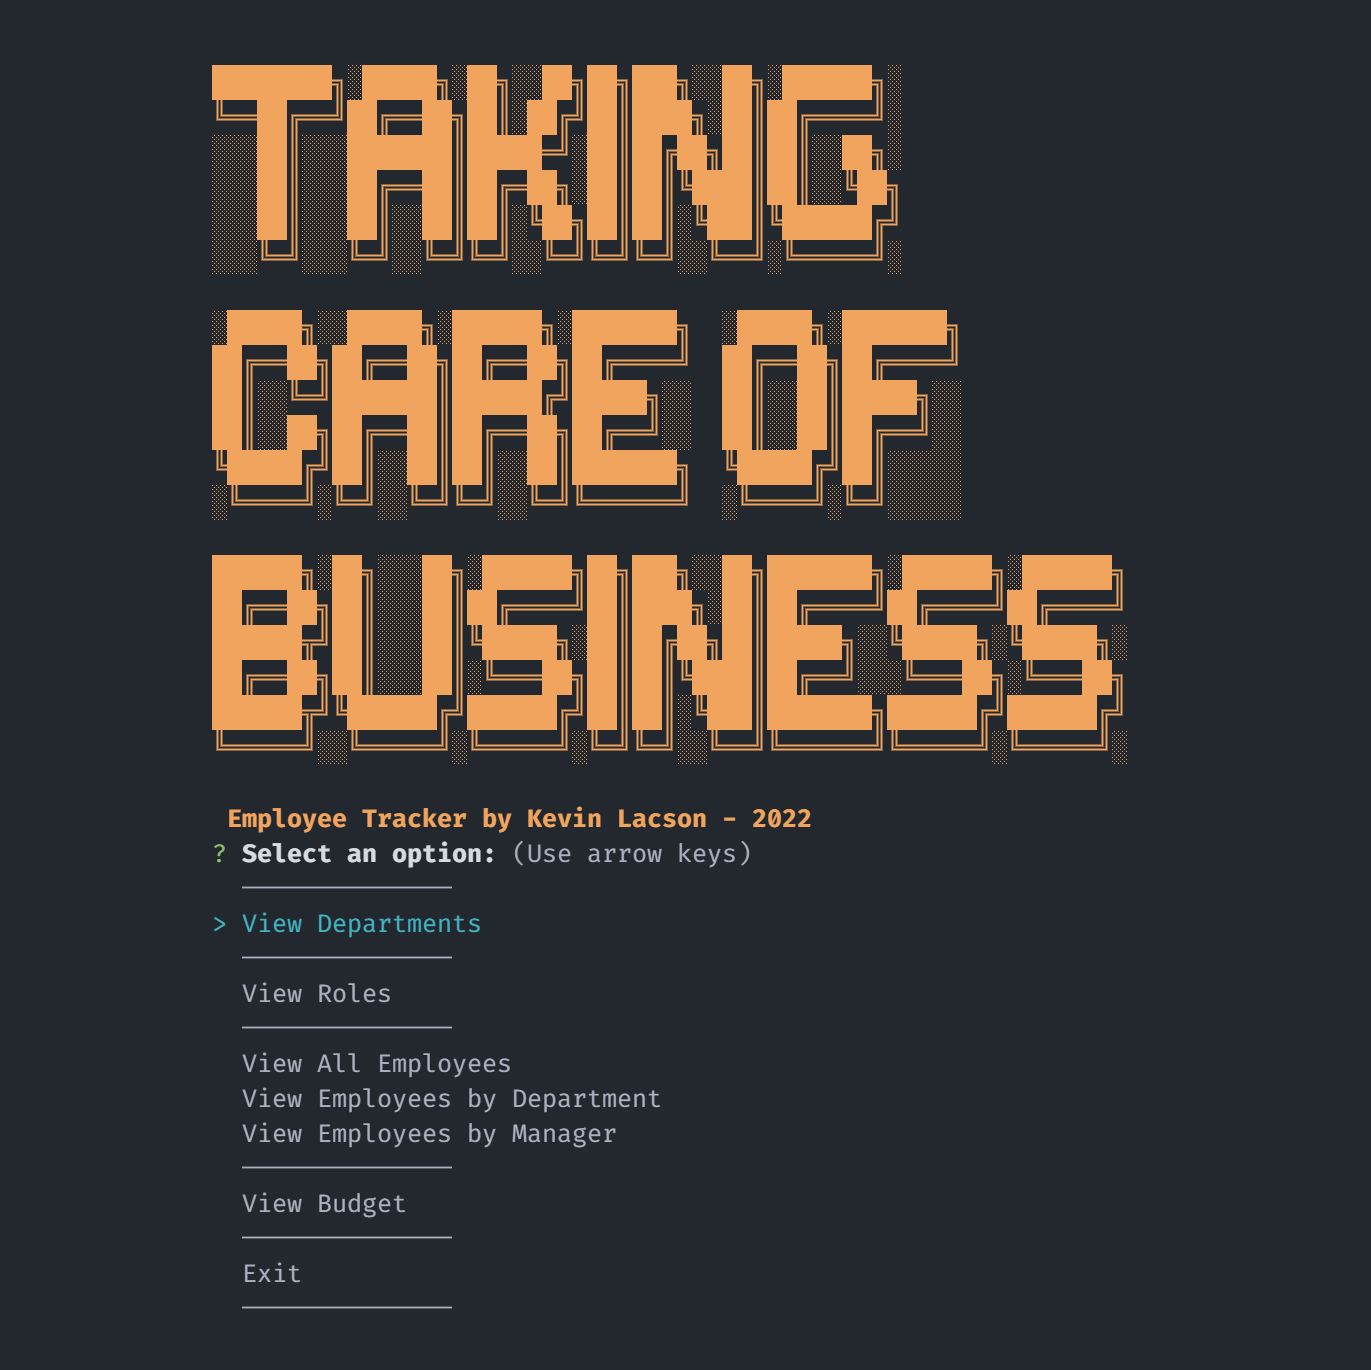 TAKING
CARE OF
BUSINESS
Employee Tracker by Kevin Lacson - 2022
? Select an option: (Use arrow keys)
> View Departments
View Roles
View All Employees
View Employees by Department
View Employees by Manager
View Budget
Exit